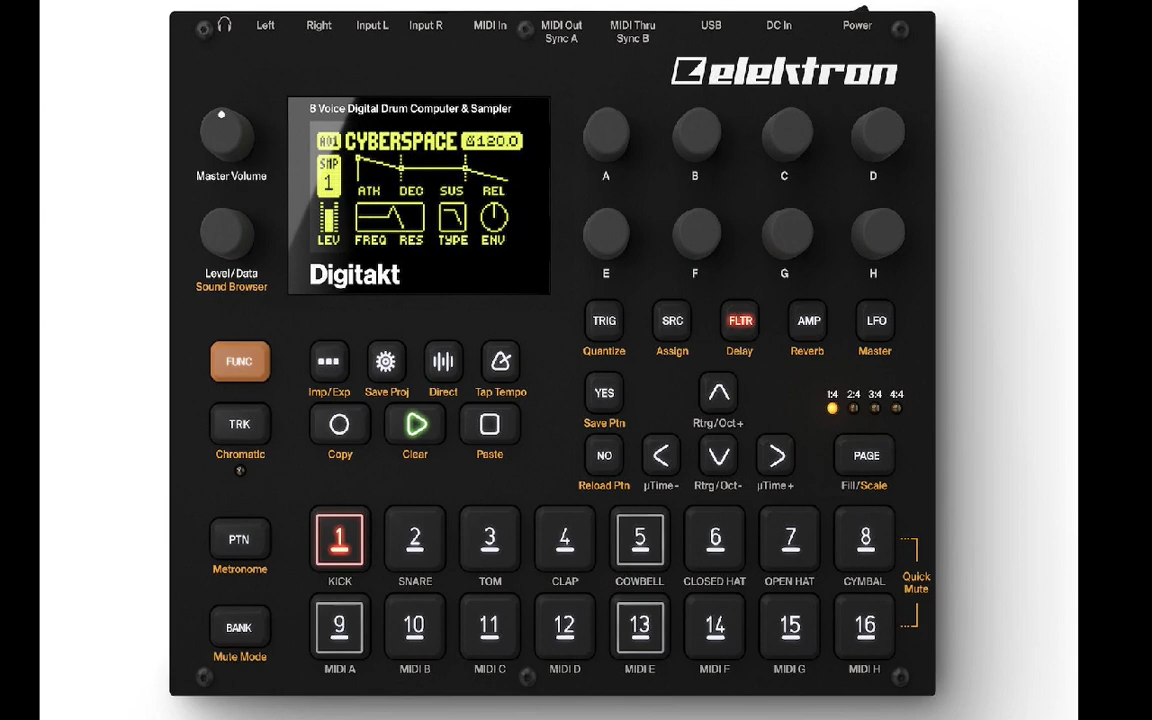 Left Right Input L Input R MIDI In MIDI Out MIDI Thru USB DC In Power
Sync A Sync B
elektron
8 Voice Digital Drum Computer & Sampler
A01 CYBERSPACE 120.0
SMP
1
ATK DEC SUS REL
LEV FREQ RES TYPE ENV
Digitakt
Master Volume
Level/Data
Sound Browser
A B C D
E F G H
TRIG SRC FLTR AMP LFO
Quantize Assign Delay Reverb Master
FUNC
Imp/Exp Save Proj Direct Tap Tempo
YES
Save Ptn Rtrg/Oct+
1:4 2:4 3:4 4:4
TRK
Chromatic Copy Clear Paste
NO PAGE
Reload Ptn µTime- Rtrg/Oct- µTime+ Fill/Scale
PTN
Metronome
1 2 3 4 5 6 7 8
KICK SNARE TOM CLAP COWBELL CLOSED HAT OPEN HAT CYMBAL
Quick
Mute
BANK
Mute Mode
9 10 11 12 13 14 15 16
MIDI A MIDI B MIDI C MIDI D MIDI E MIDI F MIDI G MIDI H